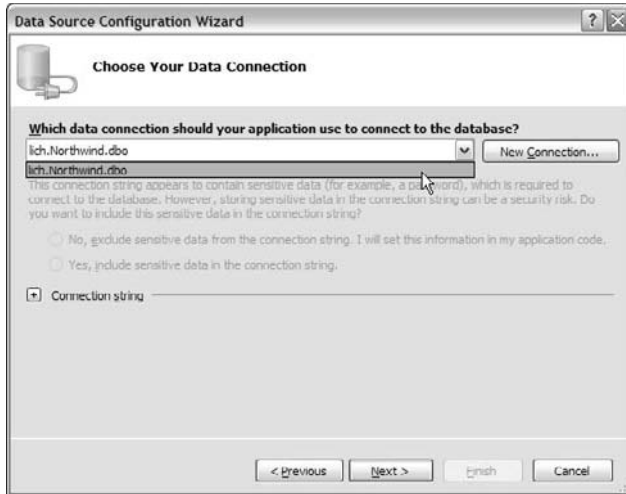 Data Source Configuration Wizard
Choose Your Data Connection
Which data connection should your application use to connect to the database?
lich.Northwind.dbo
New Connection...
lich.Northwind.dbo
This connection string appears to contain sensitive data (for example, a password), which is required to
connect to the database. However, storing sensitive data in the connection string can be a security risk. Do
you want to include this sensitive data in the connection string?
No, exclude sensitive data from the connection string. I will set this information in my application code.
Yes, include sensitive data in the connection string.
Connection string
< Previous
Next >
Finish
Cancel